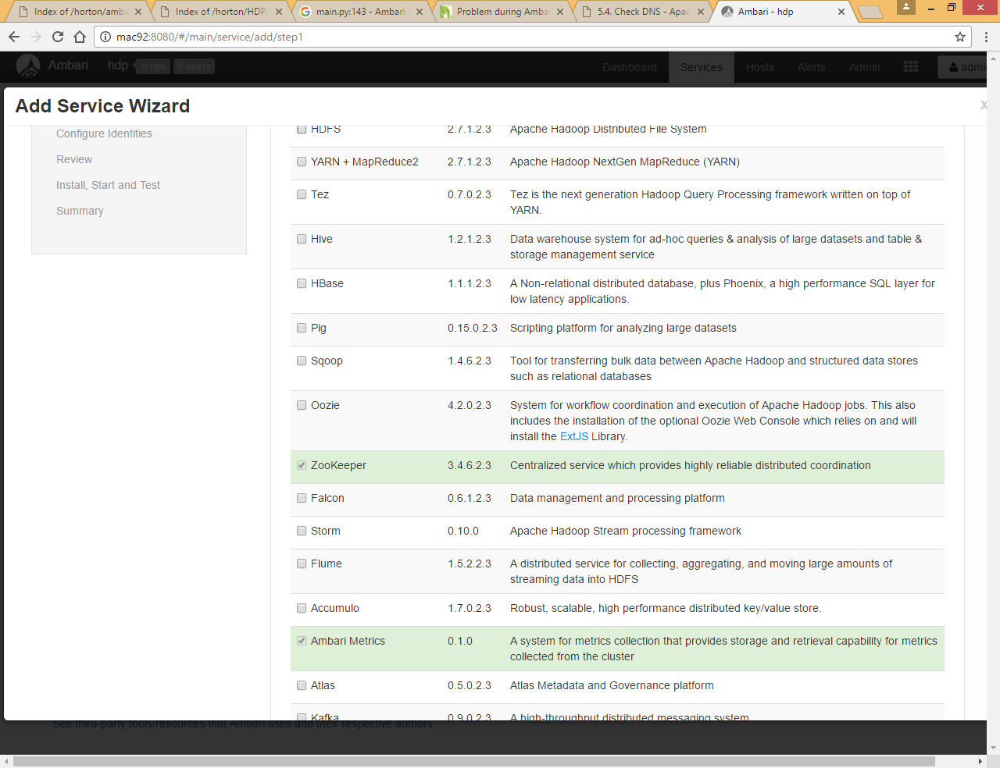 Index of /horton/amba
Index of /horton/HDP/
main.py:143 - Ambari
Problem during Amba
5.4. Check DNS - Apac
Ambari - hdp
mac92:8080/#/main/service/add/step1
Ambari hdp 0 ops 0 alerts Dashboard Services Hosts Alerts Admin admi
Add Service Wizard x
Configure Identities
Review
Install, Start and Test
Summary
HDFS 2.7.1.2.3 Apache Hadoop Distributed File System
YARN + MapReduce2 2.7.1.2.3 Apache Hadoop NextGen MapReduce (YARN)
Tez 0.7.0.2.3 Tez is the next generation Hadoop Query Processing framework written on top of
YARN.
Hive 1.2.1.2.3 Data warehouse system for ad-hoc queries & analysis of large datasets and table &
storage management service
HBase 1.1.1.2.3 A Non-relational distributed database, plus Phoenix, a high performance SQL layer for
low latency applications.
Pig 0.15.0.2.3 Scripting platform for analyzing large datasets
Sqoop 1.4.6.2.3 Tool for transferring bulk data between Apache Hadoop and structured data stores
such as relational databases
Oozie 4.2.0.2.3 System for workflow coordination and execution of Apache Hadoop jobs. This also
includes the installation of the optional Oozie Web Console which relies on and will
install the ExtJS Library.
ZooKeeper 3.4.6.2.3 Centralized service which provides highly reliable distributed coordination
Falcon 0.6.1.2.3 Data management and processing platform
Storm 0.10.0 Apache Hadoop Stream processing framework
Flume 1.5.2.2.3 A distributed service for collecting, aggregating, and moving large amounts of
streaming data into HDFS
Accumulo 1.7.0.2.3 Robust, scalable, high performance distributed key/value store.
Ambari Metrics 0.1.0 A system for metrics collection that provides storage and retrieval capability for metrics
collected from the cluster
Atlas 0.5.0.2.3 Atlas Metadata and Governance platform
Kafka 0.9.0.2.3 A high-throughput distributed messaging system
See third-party tools/resources that Ambari uses and their respective authors